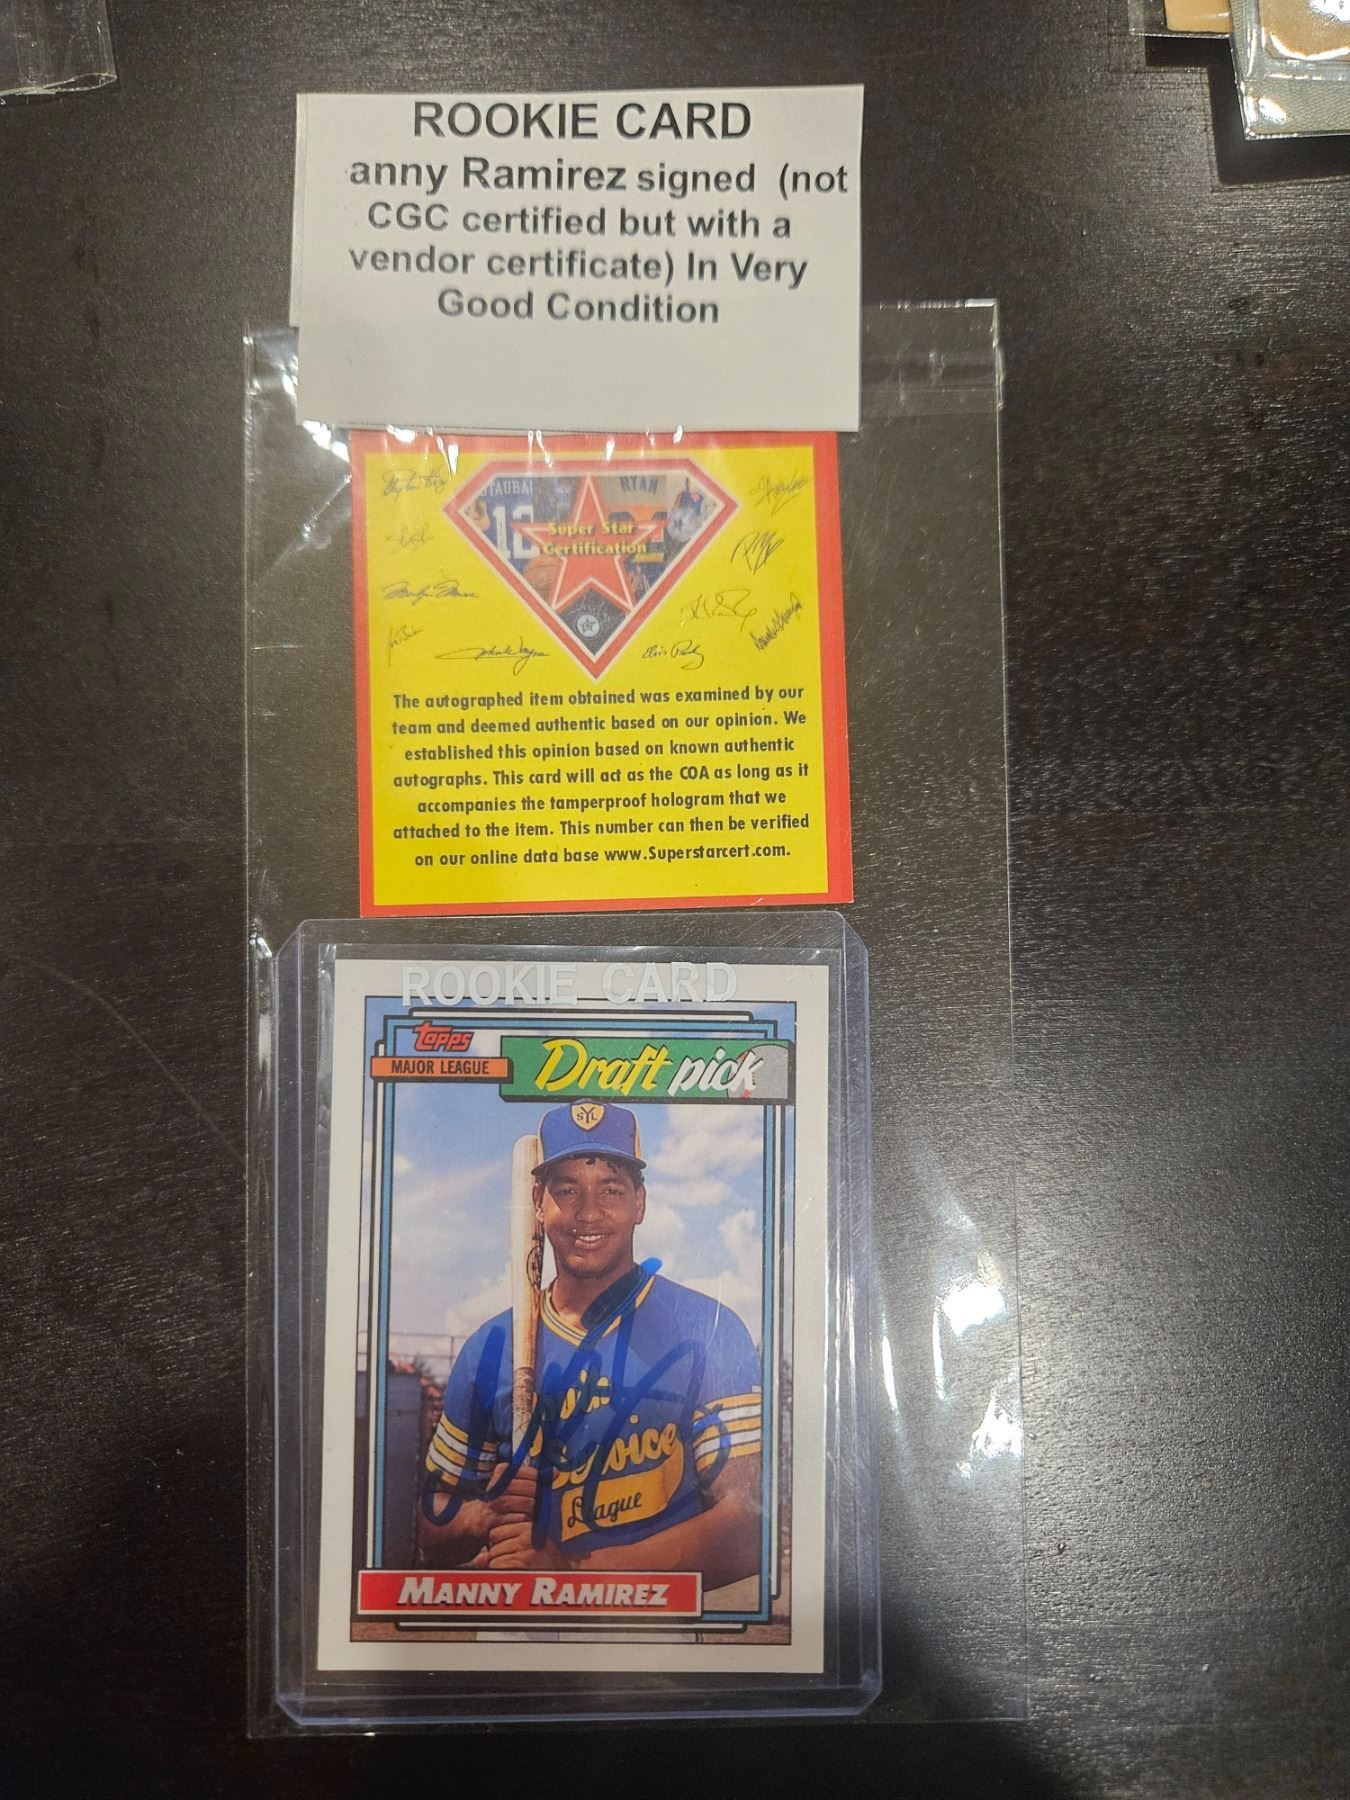 ROOKIE CARD
anny Ramirez signed (not
CGC certified but with a
vendor certificate) In Very
Good Condition
TAUBA
RYAN
12
Super Star
Certification
The autographed item obtained was examined by our
team and deemed authentic based on our opinion. We
established this opinion based on known authentic
autographs. This card will act as the COA as long as it
accompanies the tamperproof hologram that we
attached to the item. This number can then be verified
on our online data base www.Superstarcert.com.
ROOKIE CARD
Topps
MAJOR LEAGUE
Draft pick
SYL
League
MANNY RAMIREZ